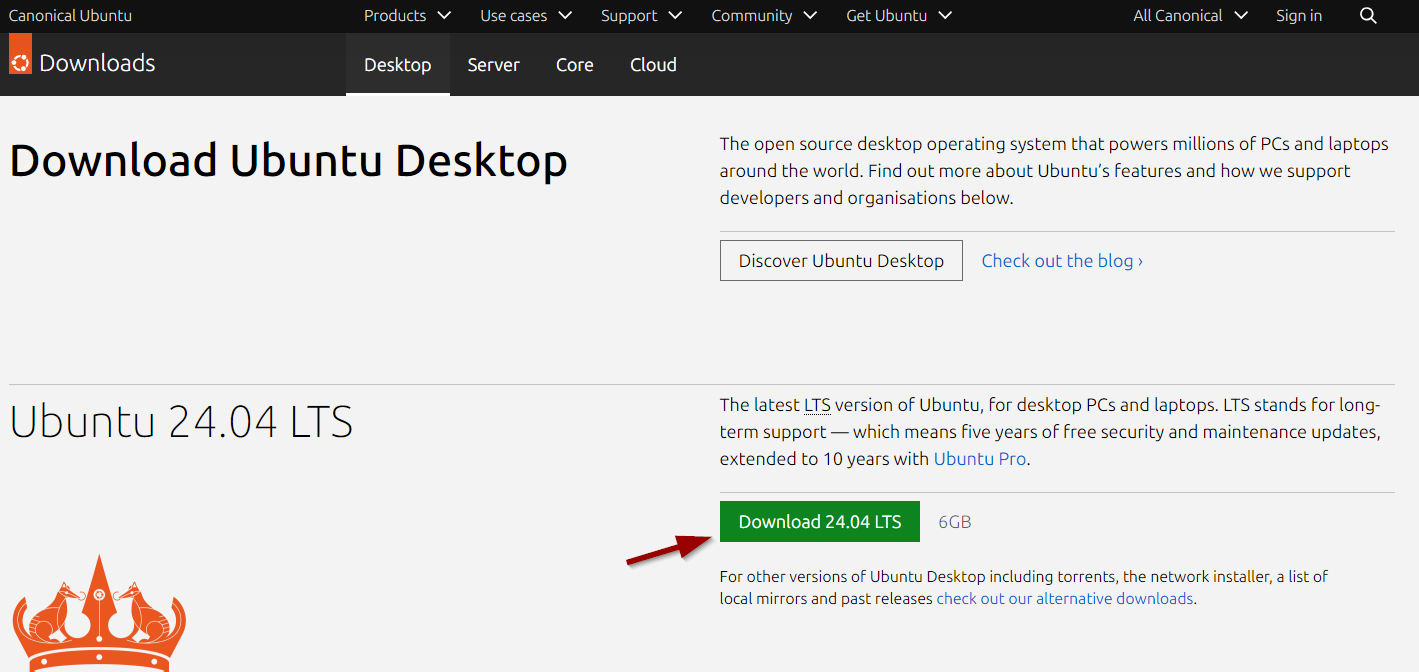 Canonical Ubuntu Products Use cases Support Community Get Ubuntu All Canonical Sign in
Downloads Desktop Server Core Cloud
Download Ubuntu Desktop
The open source desktop operating system that powers millions of PCs and laptops
around the world. Find out more about Ubuntu’s features and how we support
developers and organisations below.
Discover Ubuntu Desktop Check out the blog ›
Ubuntu 24.04 LTS
The latest LTS version of Ubuntu, for desktop PCs and laptops. LTS stands for long-
term support — which means five years of free security and maintenance updates,
extended to 10 years with Ubuntu Pro.
Download 24.04 LTS 6GB
For other versions of Ubuntu Desktop including torrents, the network installer, a list of
local mirrors and past releases check out our alternative downloads.